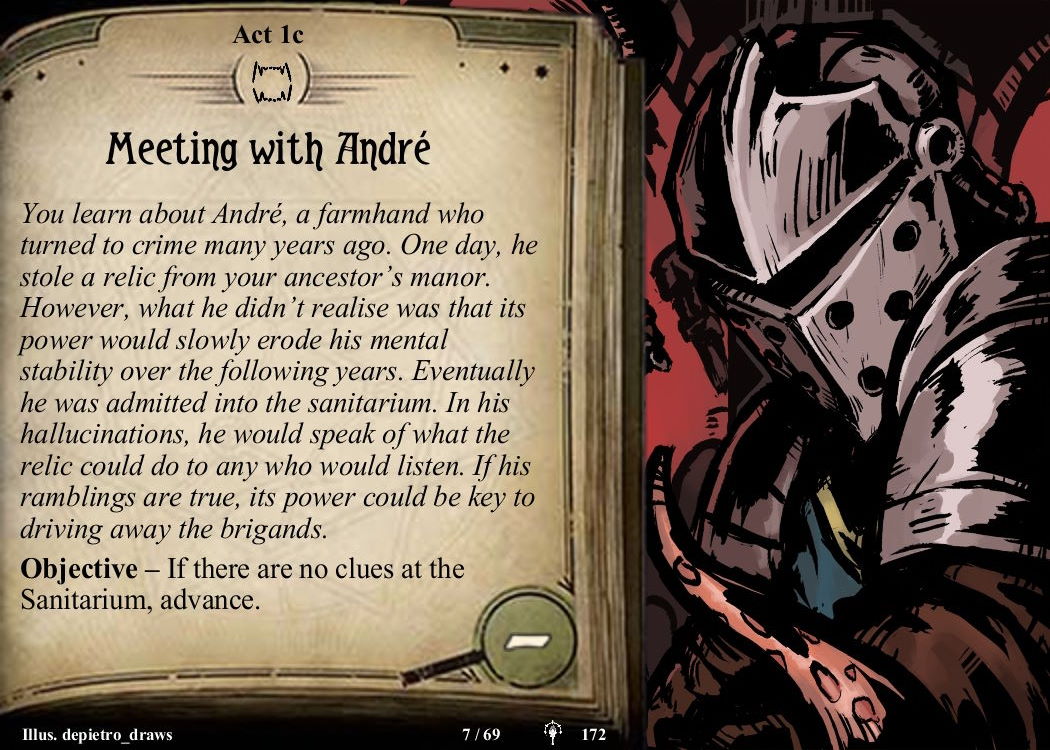 Act 1c
Meeting with André
You learn about André, a farmhand who
turned to crime many years ago. One day, he
stole a relic from your ancestor’s manor.
However, what he didn’t realise was that its
power would slowly erode his mental
stability over the following years. Eventually
he was admitted into the sanitarium. In his
hallucinations, he would speak of what the
relic could do to any who would listen. If his
ramblings are true, its power could be key to
driving away the brigands.
Objective – If there are no clues at the
Sanitarium, advance.
–
Illus. depietro_draws 7 / 69 172